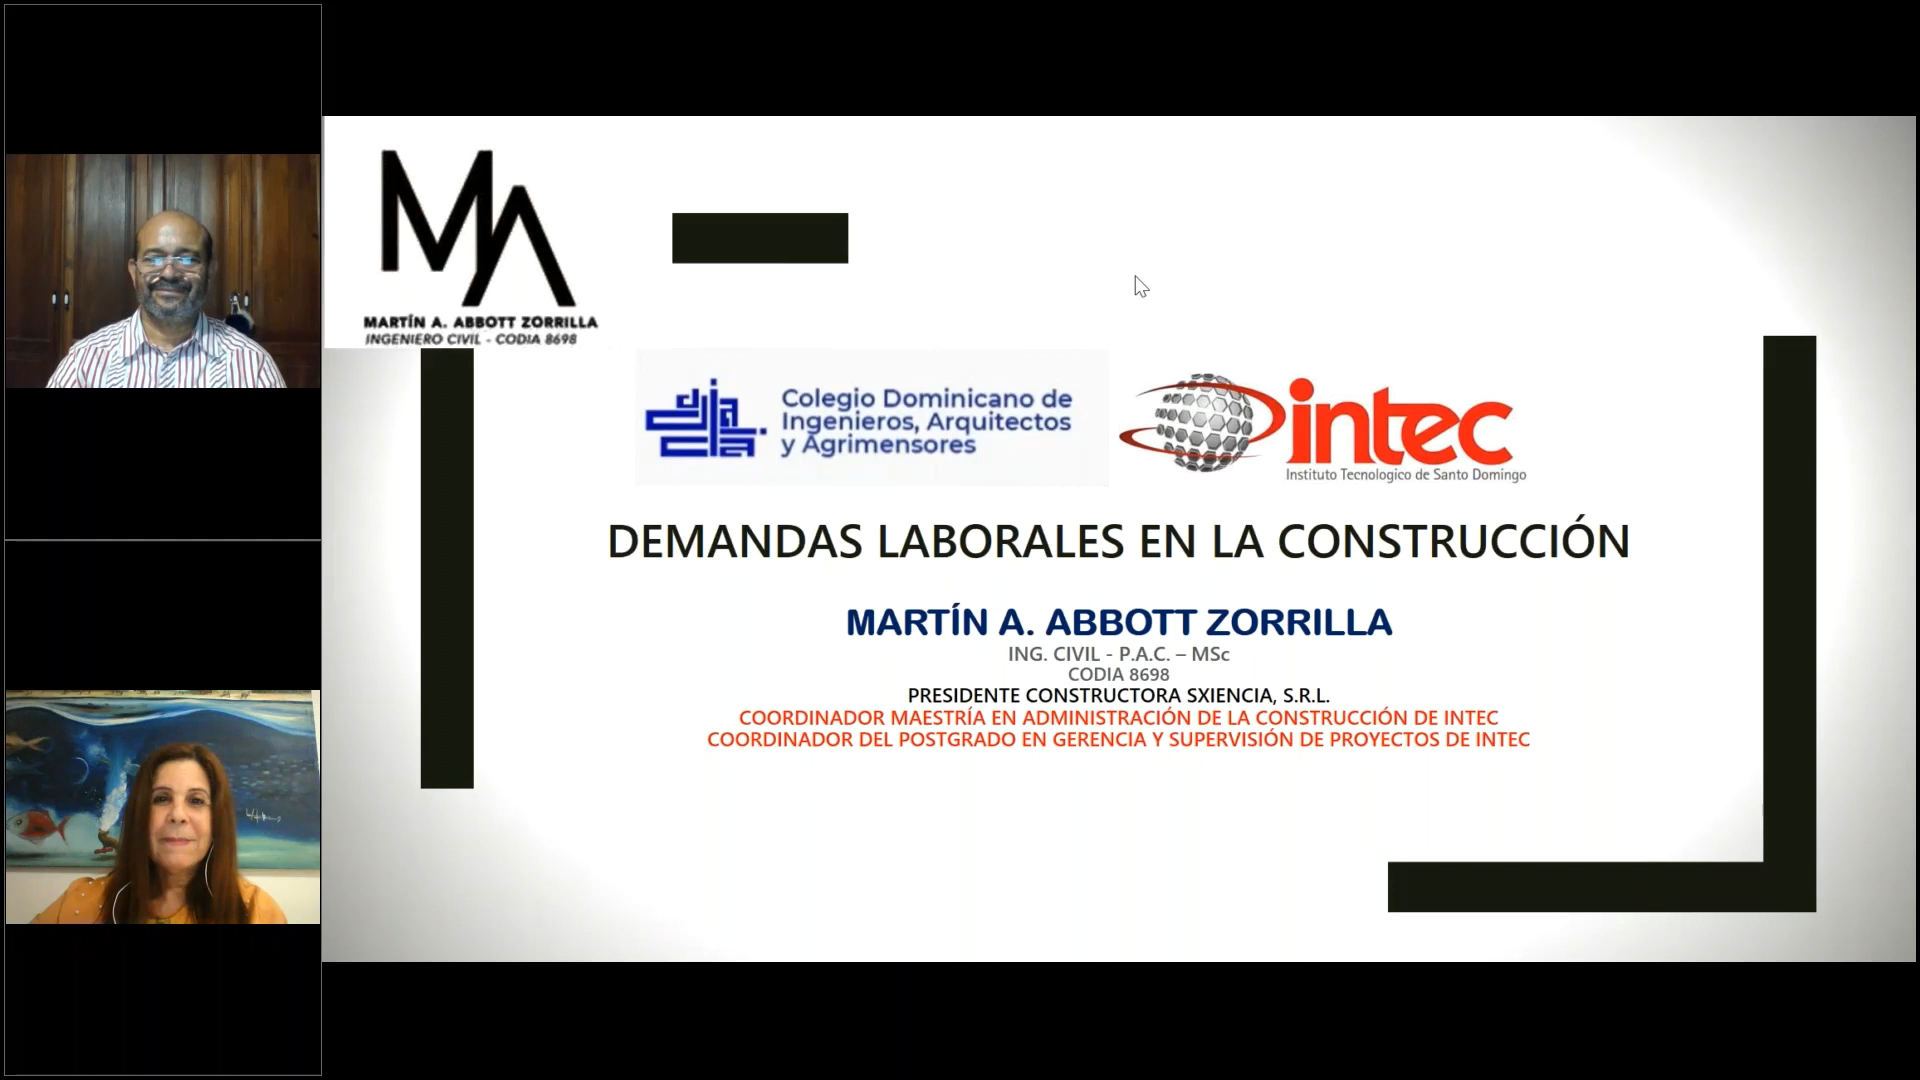 MA
MARTÍN A. ABBOTT ZORRILLA
INGENIERO CIVIL - CODIA 8698
Colegio Dominicano de
Ingenieros, Arquitectos
y Agrimensores
intec
Instituto Tecnologico de Santo Domingo
DEMANDAS LABORALES EN LA CONSTRUCCIÓN
MARTÍN A. ABBOTT ZORRILLA
ING. CIVIL - P.A.C. – MSc
CODIA 8698
PRESIDENTE CONSTRUCTORA SXIENCIA, S.R.L.
COORDINADOR MAESTRÍA EN ADMINISTRACIÓN DE LA CONSTRUCCIÓN DE INTEC
COORDINADOR DEL POSTGRADO EN GERENCIA Y SUPERVISIÓN DE PROYECTOS DE INTEC